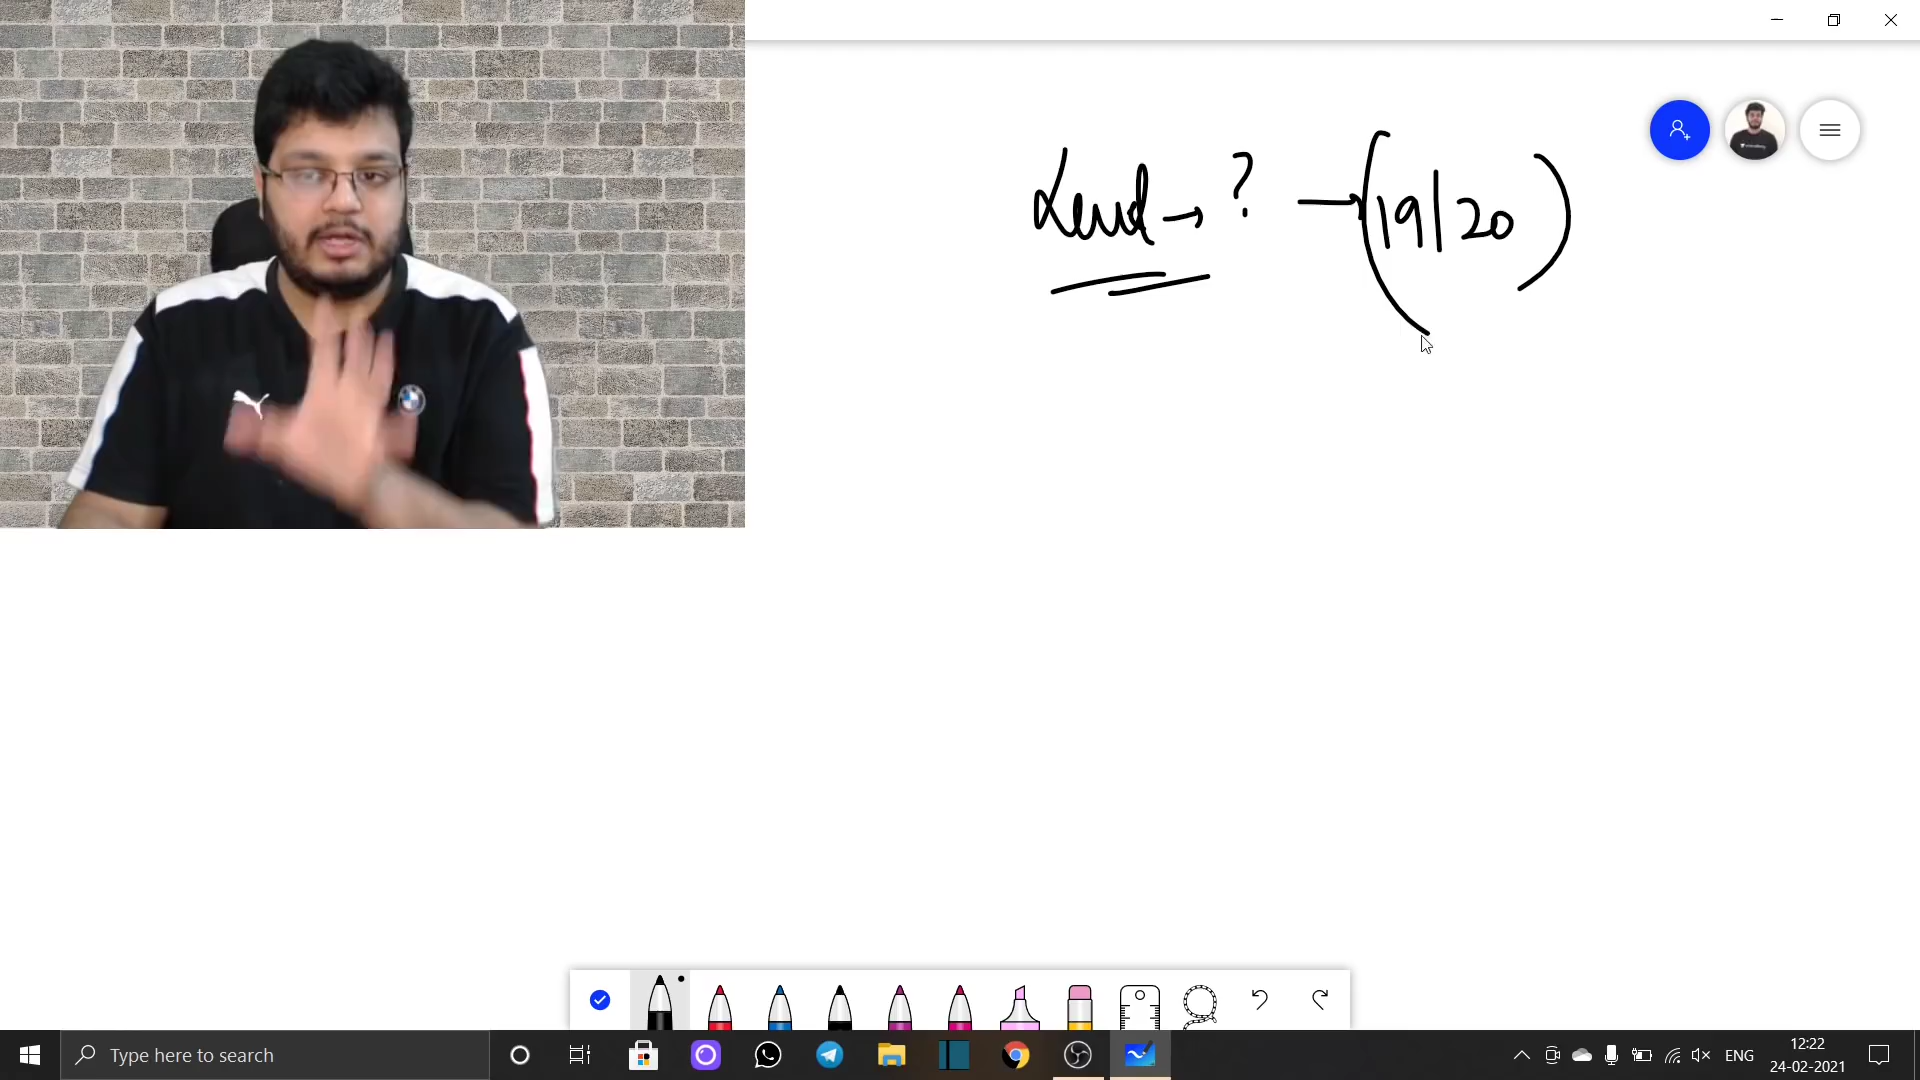 Level → ? → (19|20)
Type here to search
ENG
12:22
24-02-2021